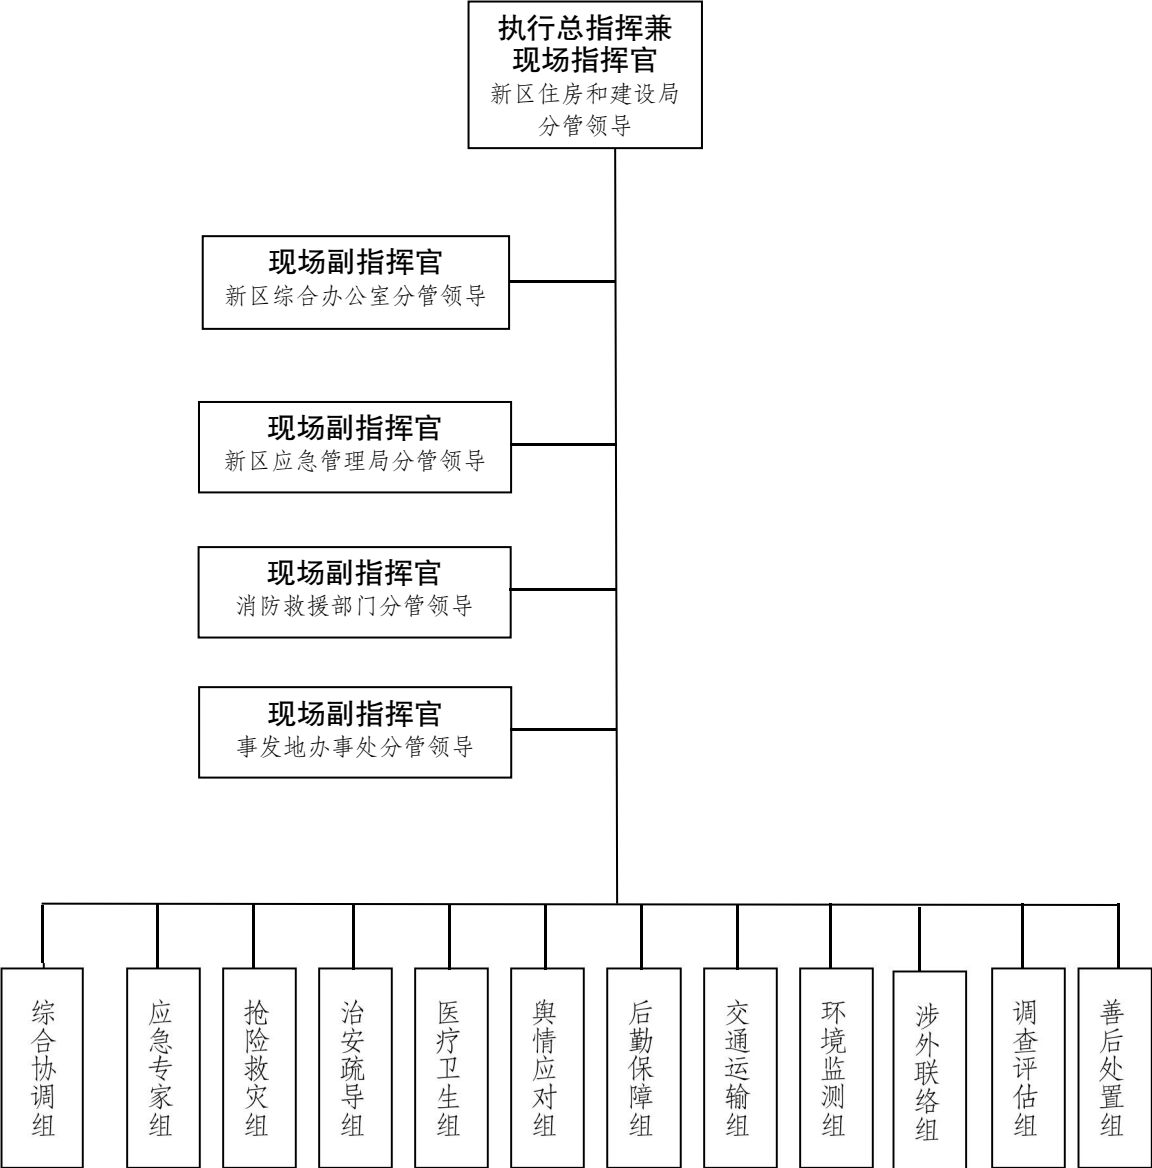 执行总指挥兼
现场指挥官
新区住房和建设局
分管领导
现场副指挥官
新区综合办公室分管领导
现场副指挥官
新区应急管理局分管领导
现场副指挥官
消防救援部门分管领导
现场副指挥官
事发地办事处分管领导
综合协调组
应急专家组
抢险救灾组
治安疏导组
医疗卫生组
舆情应对组
后勤保障组
交通运输组
环境监测组
涉外联络组
调查评估组
善后处置组